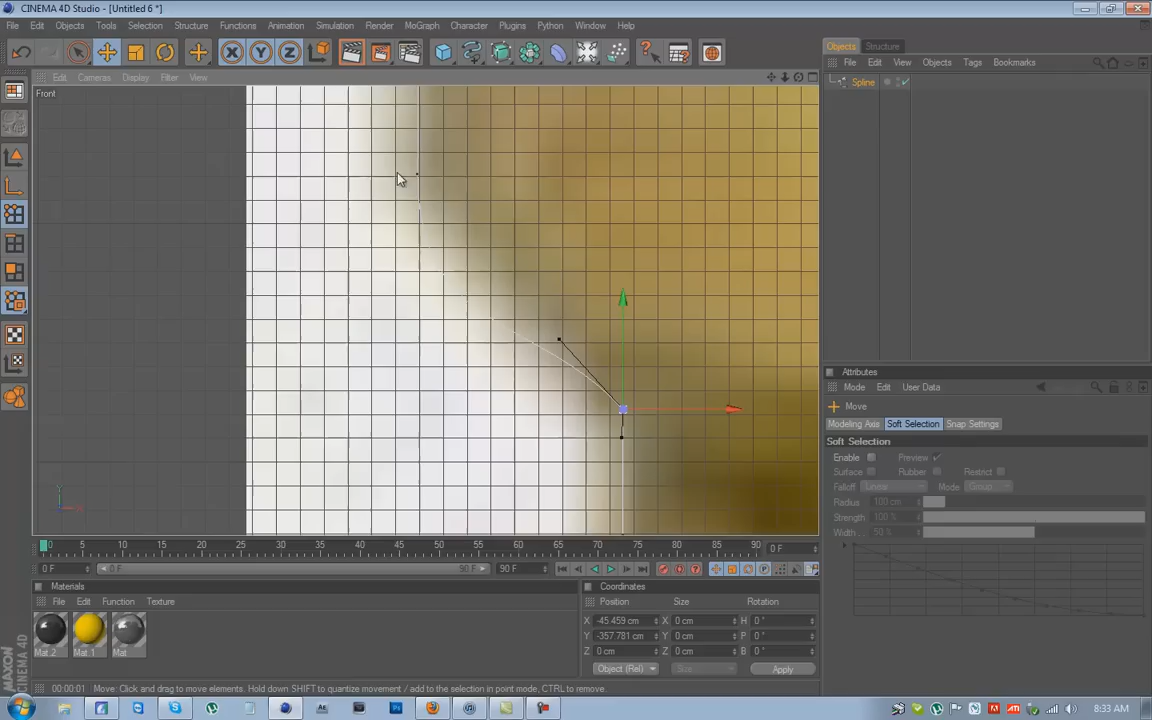 CINEMA 4D Studio - [Untitled 6 *]
File Edit Objects Tools Selection Structure Functions Animation Simulation Render MoGraph Character Plugins Python Window Help
Edit Cameras Display Filter View
Front
Objects Structure
File Edit View Objects Tags Bookmarks
Spline
Attributes
Mode Edit User Data
Move
Modeling Axis Soft Selection Snap Settings
Soft Selection
Enable Preview
Surface Rubber Restrict
Falloff Linear Mode Group
Radius 100 cm
Strength 100 %
Width . 50 %
0 5 10 15 20 25 30 35 40 45 50 55 60 65 70 75 80 85 90 0 F
0 F 0 F 90 F 90 F
Materials
File Edit Function Texture
Mat 2 Mat 1 Mat
Coordinates
Position Size Rotation
X -45.459 cm X 0 cm H 0 °
Y -357.781 cm Y 0 cm P 0 °
Z 0 cm Z 0 cm B 0 °
Object (Rel) Size Apply
MAXON CINEMA 4D
00:00:01 Move: Click and drag to move elements. Hold down SHIFT to quantize movement / add to the selection in point mode, CTRL to remove.
8:33 AM